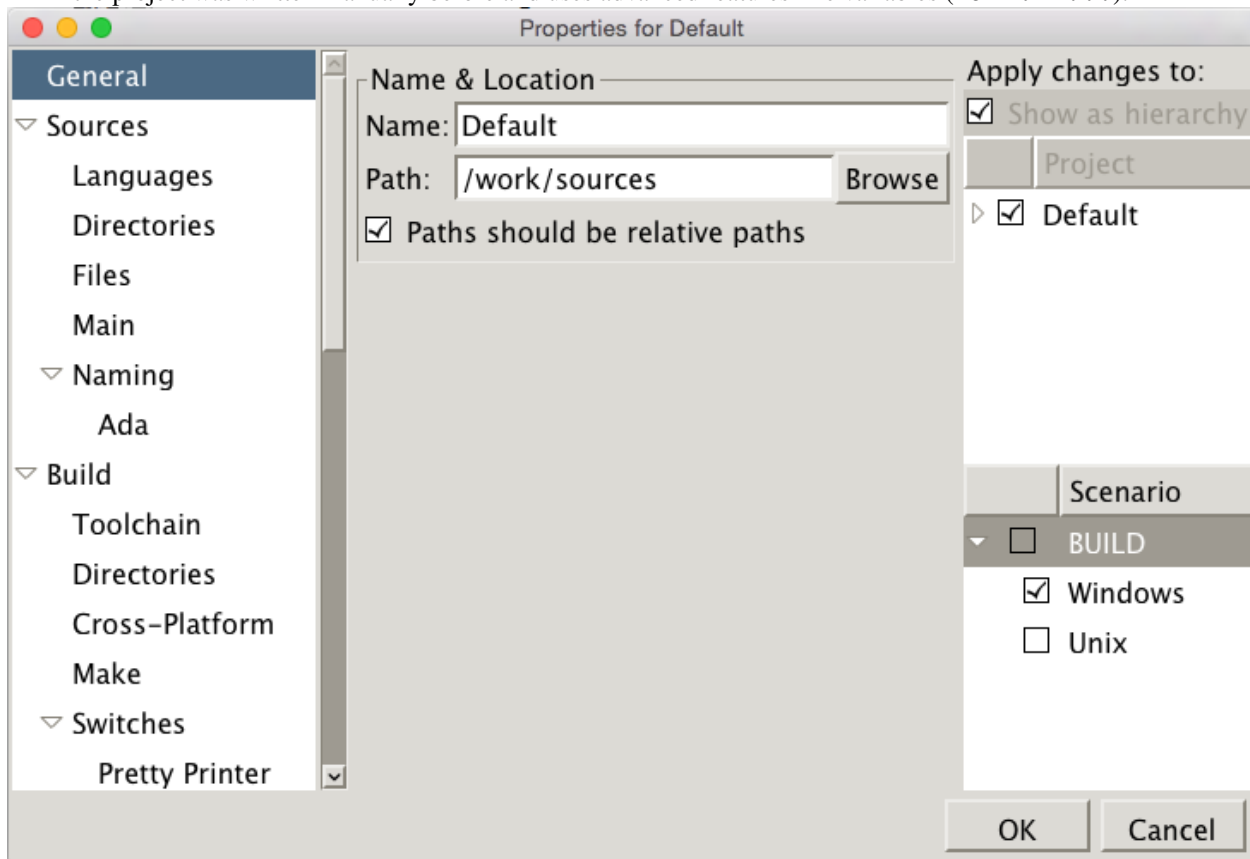 Properties for Default
General
Sources
Languages
Directories
Files
Main
Naming
Ada
Build
Toolchain
Directories
Cross-Platform
Make
Switches
Pretty Printer
Name & Location
Name: Default
Path: /work/sources Browse
Paths should be relative paths
Apply changes to:
Show as hierarchy
Project
Default
Scenario
BUILD
Windows
Unix
OK Cancel